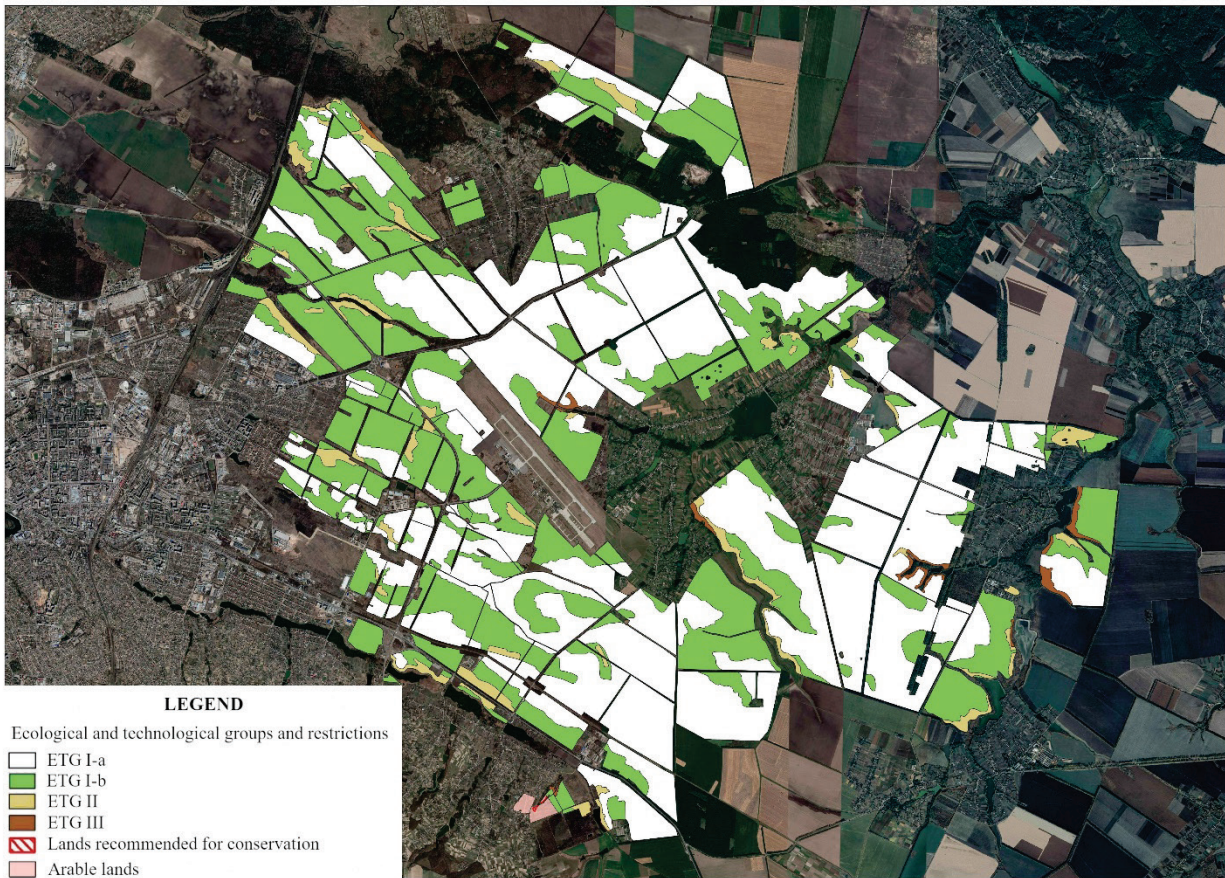 LEGEND
Ecological and technological groups and restrictions
ETG I-a
ETG I-b
ETG II
ETG III
Lands recommended for conservation
Arable lands